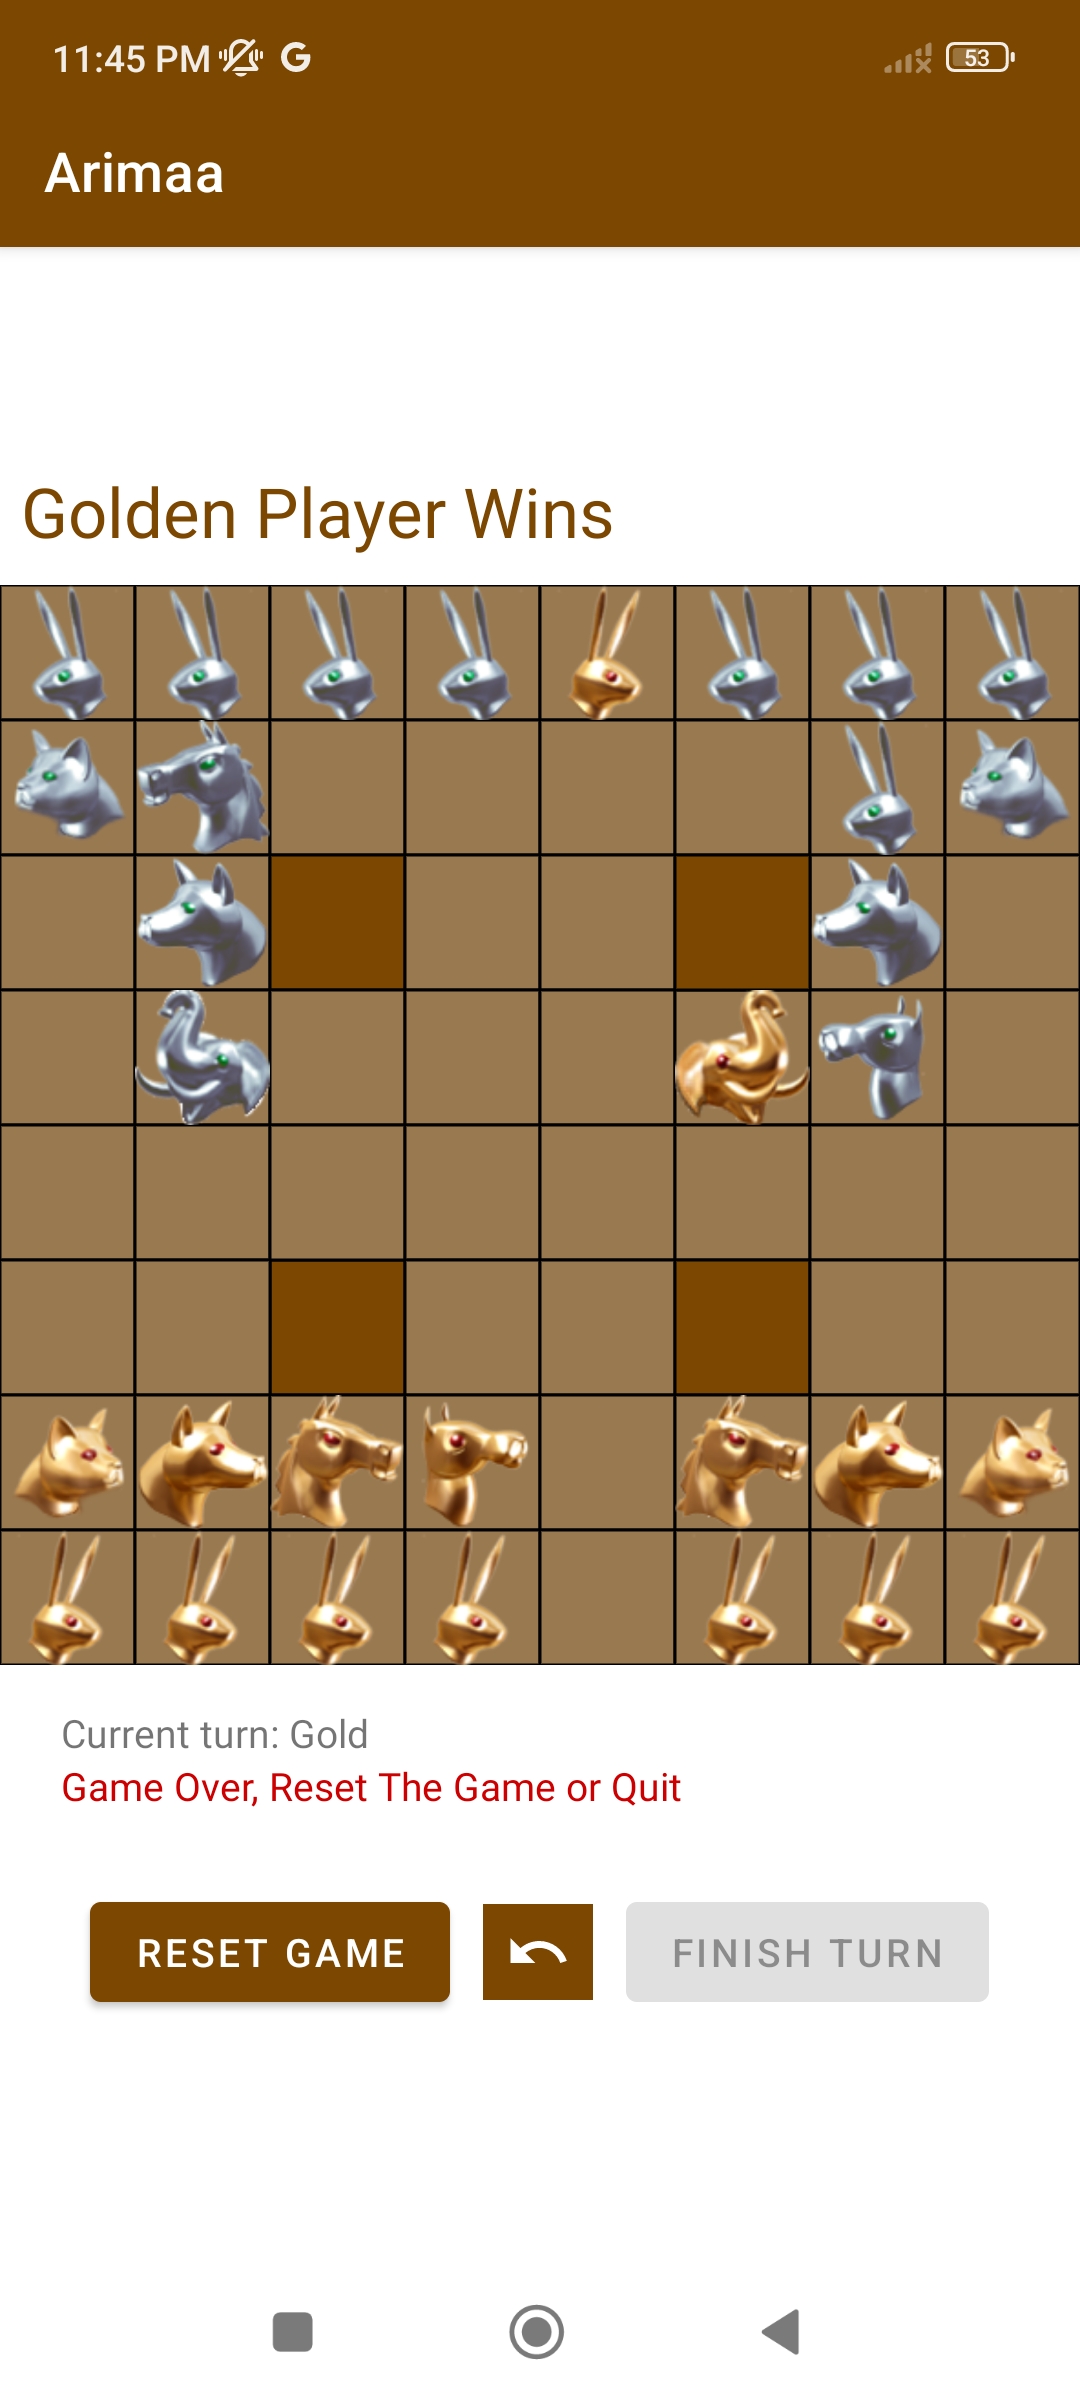 11:45 PM G 53
Arimaa
Golden Player Wins
Current turn: Gold
Game Over, Reset The Game or Quit
RESET GAME
FINISH TURN